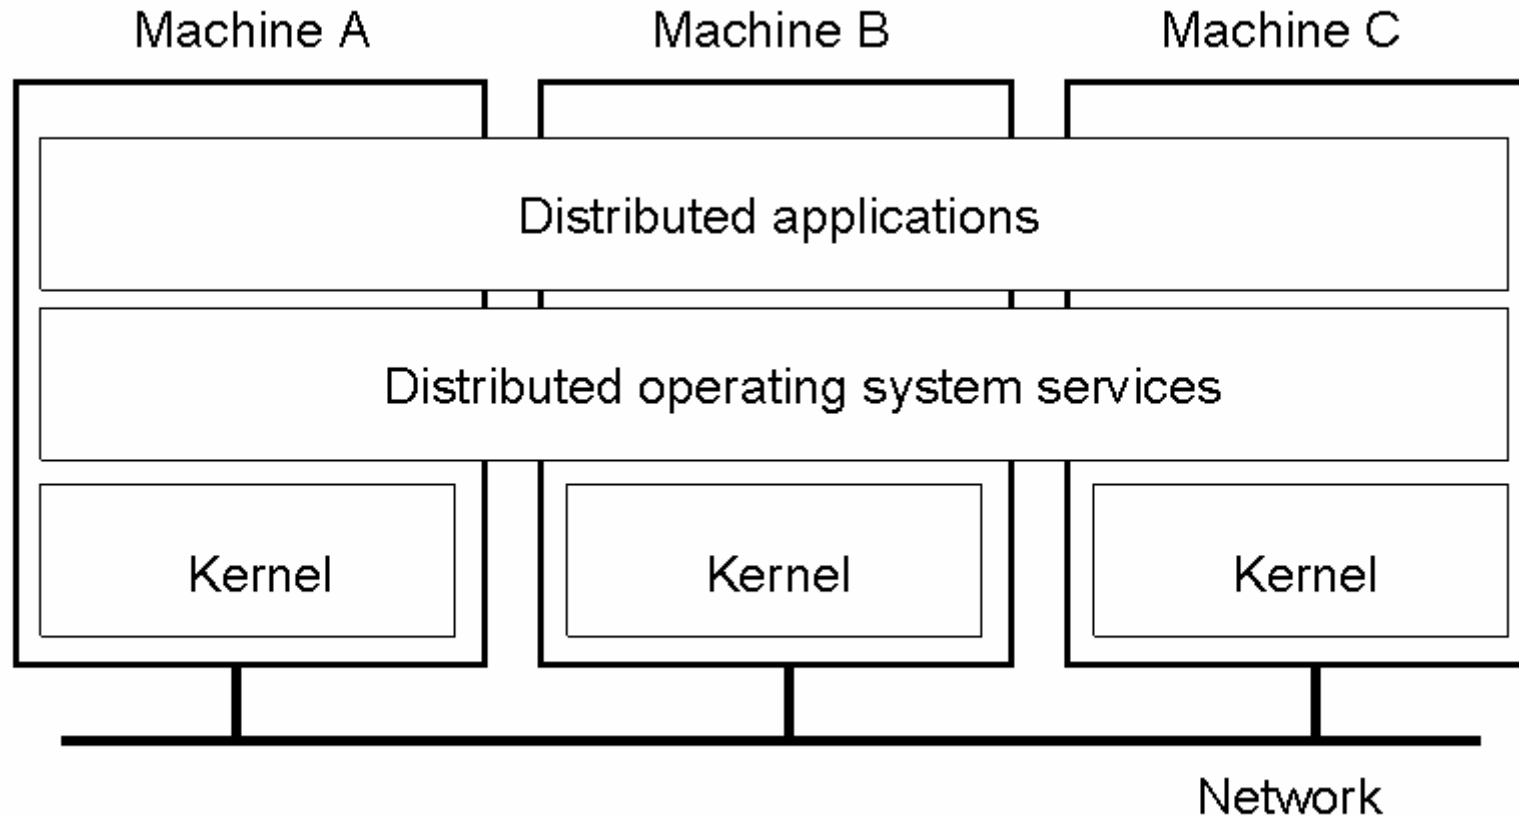 Machine A
Machine B
Machine C
Distributed applications
Distributed operating system services
Kernel
Kernel
Kernel
Network